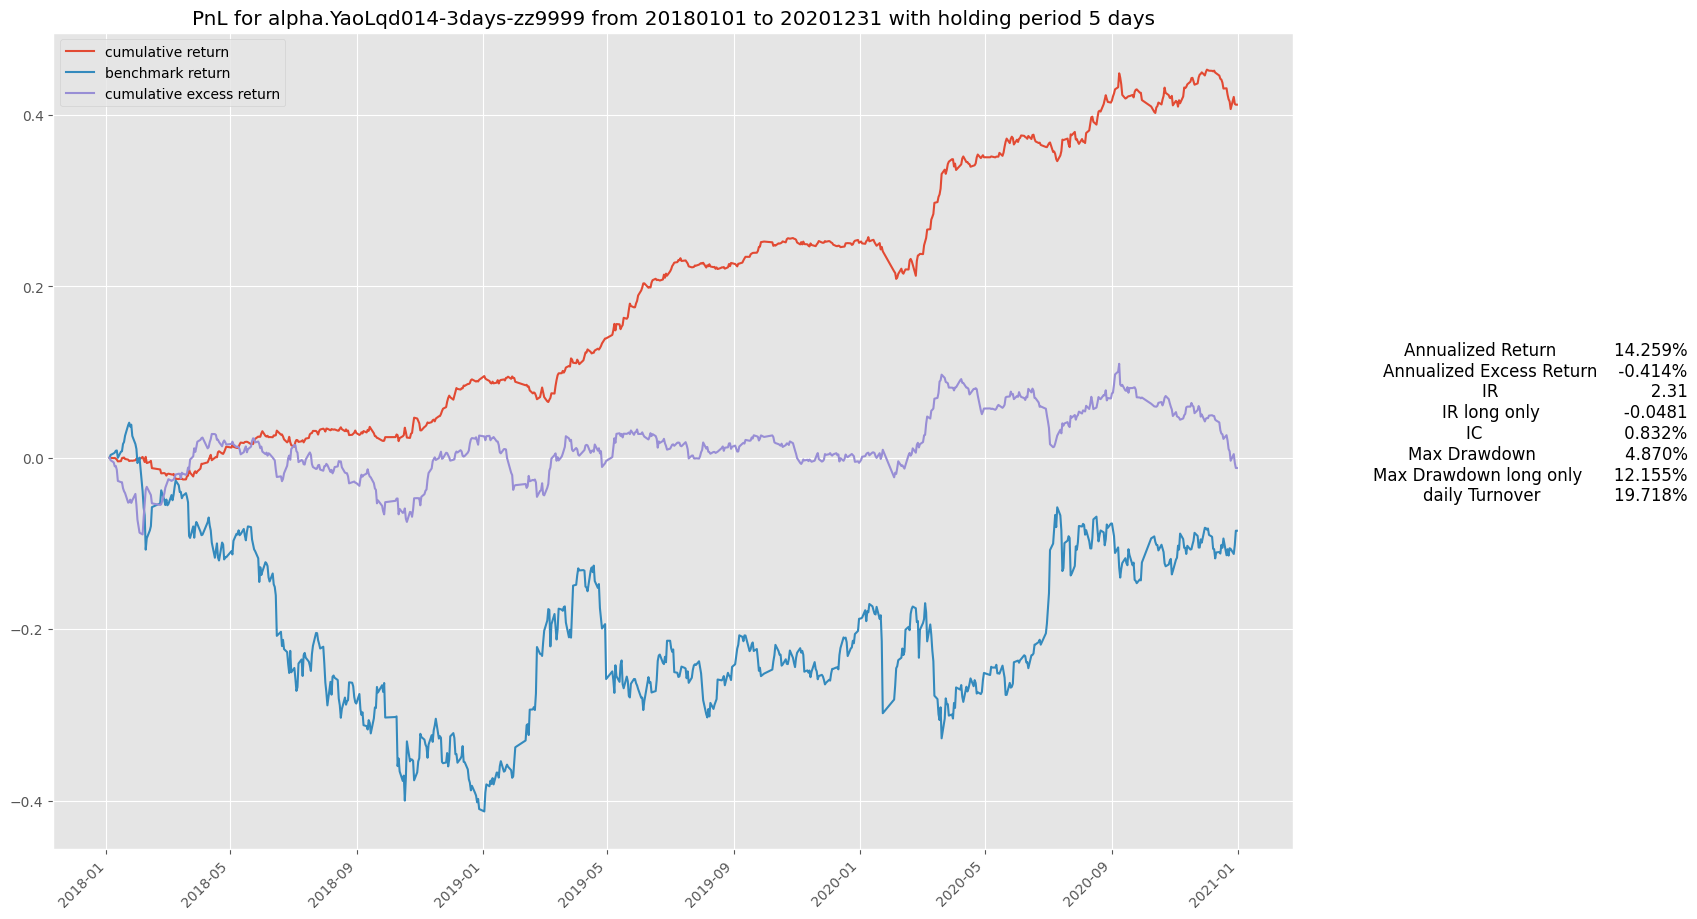 PnL for alpha.YaoLqd014-3days-zz9999 from 20180101 to 20201231 with holding period 5 days
cumulative return
benchmark return
cumulative excess return
0.4
0.2
0.0
−0.2
−0.4
2018-01
2018-05
2018-09
2019-01
2019-05
2019-09
2020-01
2020-05
2020-09
2021-01
Annualized Return 14.259%
Annualized Excess Return -0.414%
IR 2.31
IR long only -0.0481
IC 0.832%
Max Drawdown 4.870%
Max Drawdown long only 12.155%
daily Turnover 19.718%